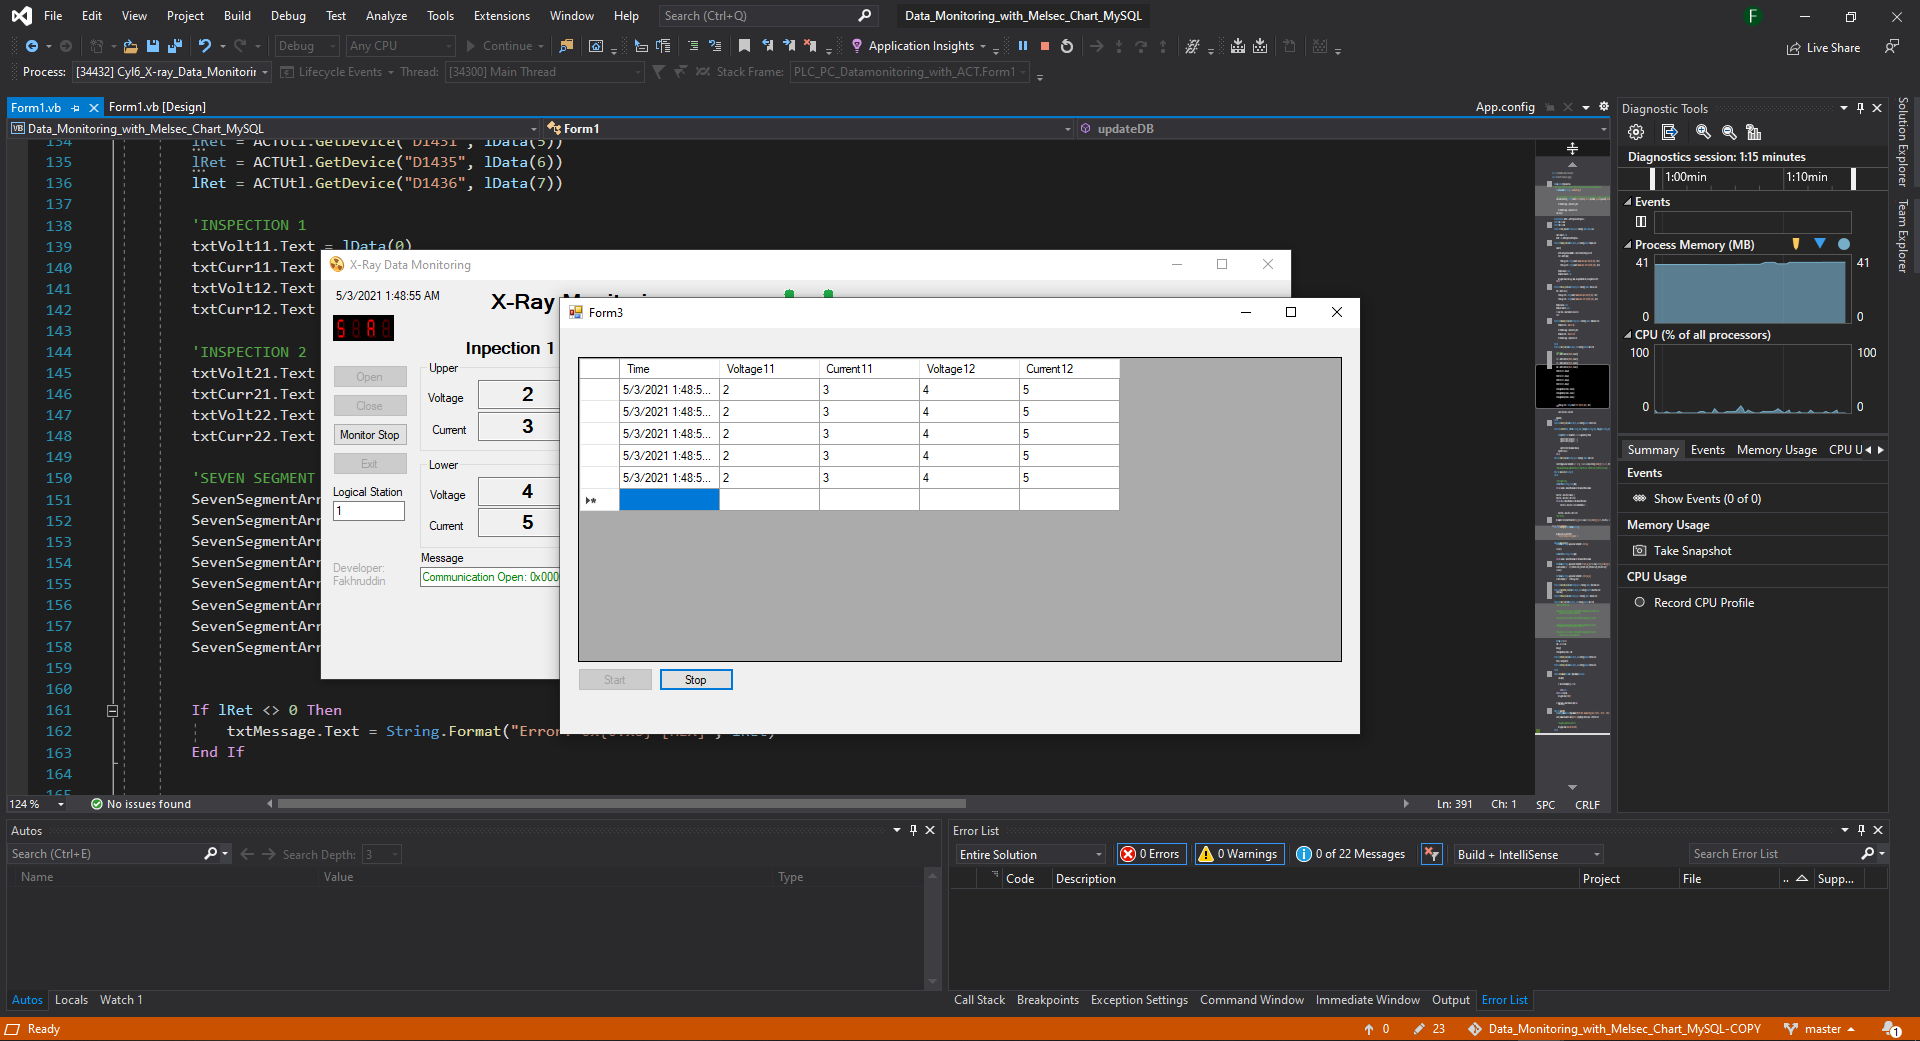 File Edit View Project Build Debug Test Analyze Tools Extensions Window Help Search (Ctrl+Q) Data_Monitoring_with_Melsec_Chart_MySQL F
Debug Any CPU Continue Application Insights Live Share
Process: [34432] Cyl6_X-ray_Data_Monitorir Lifecycle Events Thread: [34300] Main Thread Stack Frame: PLC_PC_Datamonitoring_with_ACT.Form1
Form1.vb Form1.vb [Design] App.config
VB Data_Monitoring_with_Melsec_Chart_MySQL Form1 updateDB
134 lRet = ACTUtl.GetDevice("D1431", lData(5))
135 lRet = ACTUtl.GetDevice("D1435", lData(6))
136 lRet = ACTUtl.GetDevice("D1436", lData(7))
137
138 'INSPECTION 1
139 txtVolt11.Text = lData(0)
140 txtCurr11.Text
141 txtVolt12.Text
142 txtCurr12.Text
143
144 'INSPECTION 2
145 txtVolt21.Text
146 txtCurr21.Text
147 txtVolt22.Text
148 txtCurr22.Text
149
150 'SEVEN SEGMENT
151 SevenSegmentArr
152 SevenSegmentArr
153 SevenSegmentArr
154 SevenSegmentArr
155 SevenSegmentArr
156 SevenSegmentArr
157 SevenSegmentArr
158 SevenSegmentArr
159
160
161 If lRet <> 0 Then
162 txtMessage.Text = String.Format("Error:
163 End If
164
165
X-Ray Data Monitoring
5/3/2021 1:48:55 AM
X-Ray Monitori
Inpection 1
Open
Close
Monitor Stop
Exit
Logical Station
1
Developer:
Fakhruddin
Upper
Voltage 2
Current 3
Lower
Voltage 4
Current 5
Message
Communication Open: 0x000
Form3
Time Voltage11 Current11 Voltage12 Current12
5/3/2021 1:48:5... 2 3 4 5
5/3/2021 1:48:5... 2 3 4 5
5/3/2021 1:48:5... 2 3 4 5
5/3/2021 1:48:5... 2 3 4 5
5/3/2021 1:48:5... 2 3 4 5
Start Stop
124 % No issues found Ln: 391 Ch: 1 SPC CRLF
Diagnostic Tools
Diagnostics session: 1:15 minutes
1:00min 1:10min
Events
Process Memory (MB)
41 41
0 0
CPU (% of all processors)
100 100
0 0
Summary Events Memory Usage CPU U
Events
Show Events (0 of 0)
Memory Usage
Take Snapshot
CPU Usage
Record CPU Profile
Solution Explorer
Team Explorer
Autos
Search (Ctrl+E) Search Depth: 3
Name Value Type
Autos Locals Watch 1
Error List
Entire Solution 0 Errors 0 Warnings 0 of 22 Messages Build + IntelliSense Search Error List
Code Description Project File .. Supp...
Call Stack Breakpoints Exception Settings Command Window Immediate Window Output Error List
Ready 0 23 Data_Monitoring_with_Melsec_Chart_MySQL-COPY master 1